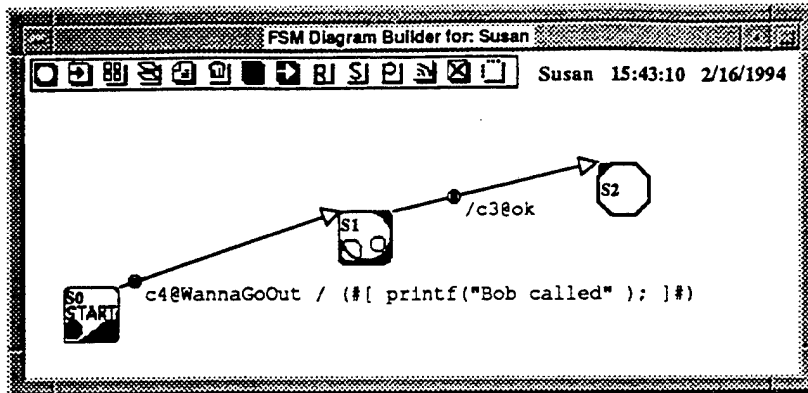 FSM Diagram Builder for: Susan
Susan 15:43:10 2/16/1994
S2
/c3@ok
S1
c4@WannaGoOut / (#[ printf("Bob called" ); ]#)
S0
START